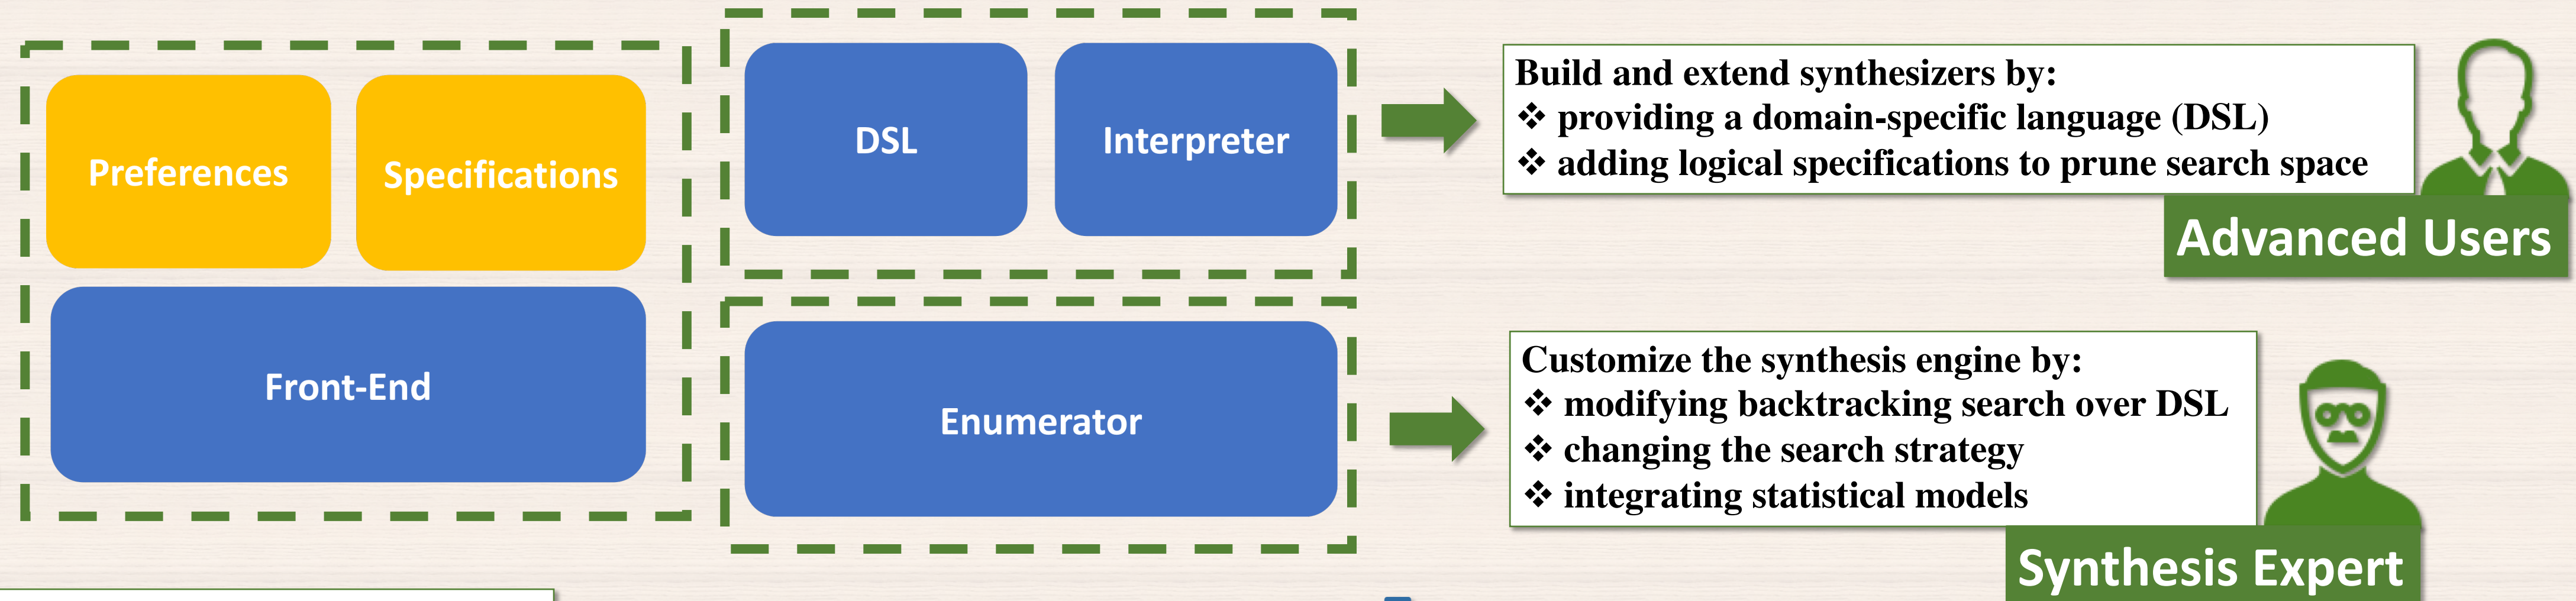 Preferences
Specifications
Front-End
DSL
Interpreter
Enumerator
Build and extend synthesizers by:
❖ providing a domain-specific language (DSL)
❖ adding logical specifications to prune search space
Advanced Users
Customize the synthesis engine by:
❖ modifying backtracking search over DSL
❖ changing the search strategy
❖ integrating statistical models
Synthesis Expert